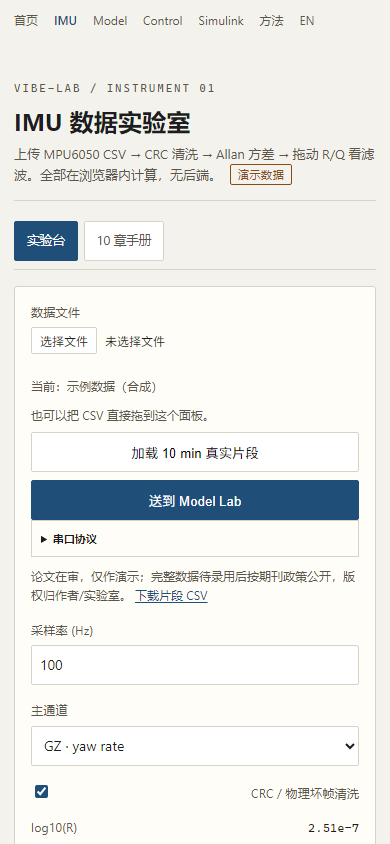 首页 IMU Model Control Simulink 方法 EN
VIBE-LAB / INSTRUMENT 01
IMU 数据实验室
上传 MPU6050 CSV → CRC 清洗 → Allan 方差 → 拖动 R/Q 看滤
波。全部在浏览器内计算，无后端。 演示数据
实验台 10 章手册
数据文件
选择文件 未选择文件
当前：示例数据（合成）
也可以把 CSV 直接拖到这个面板。
加载 10 min 真实片段
送到 Model Lab
▶ 串口协议
论文在审，仅作演示；完整数据待录用后按期刊政策公开，版
权归作者/实验室。 下载片段 CSV
采样率 (Hz)
100
主通道
GZ · yaw rate
CRC / 物理坏帧清洗
log10(R) 2.51e-7